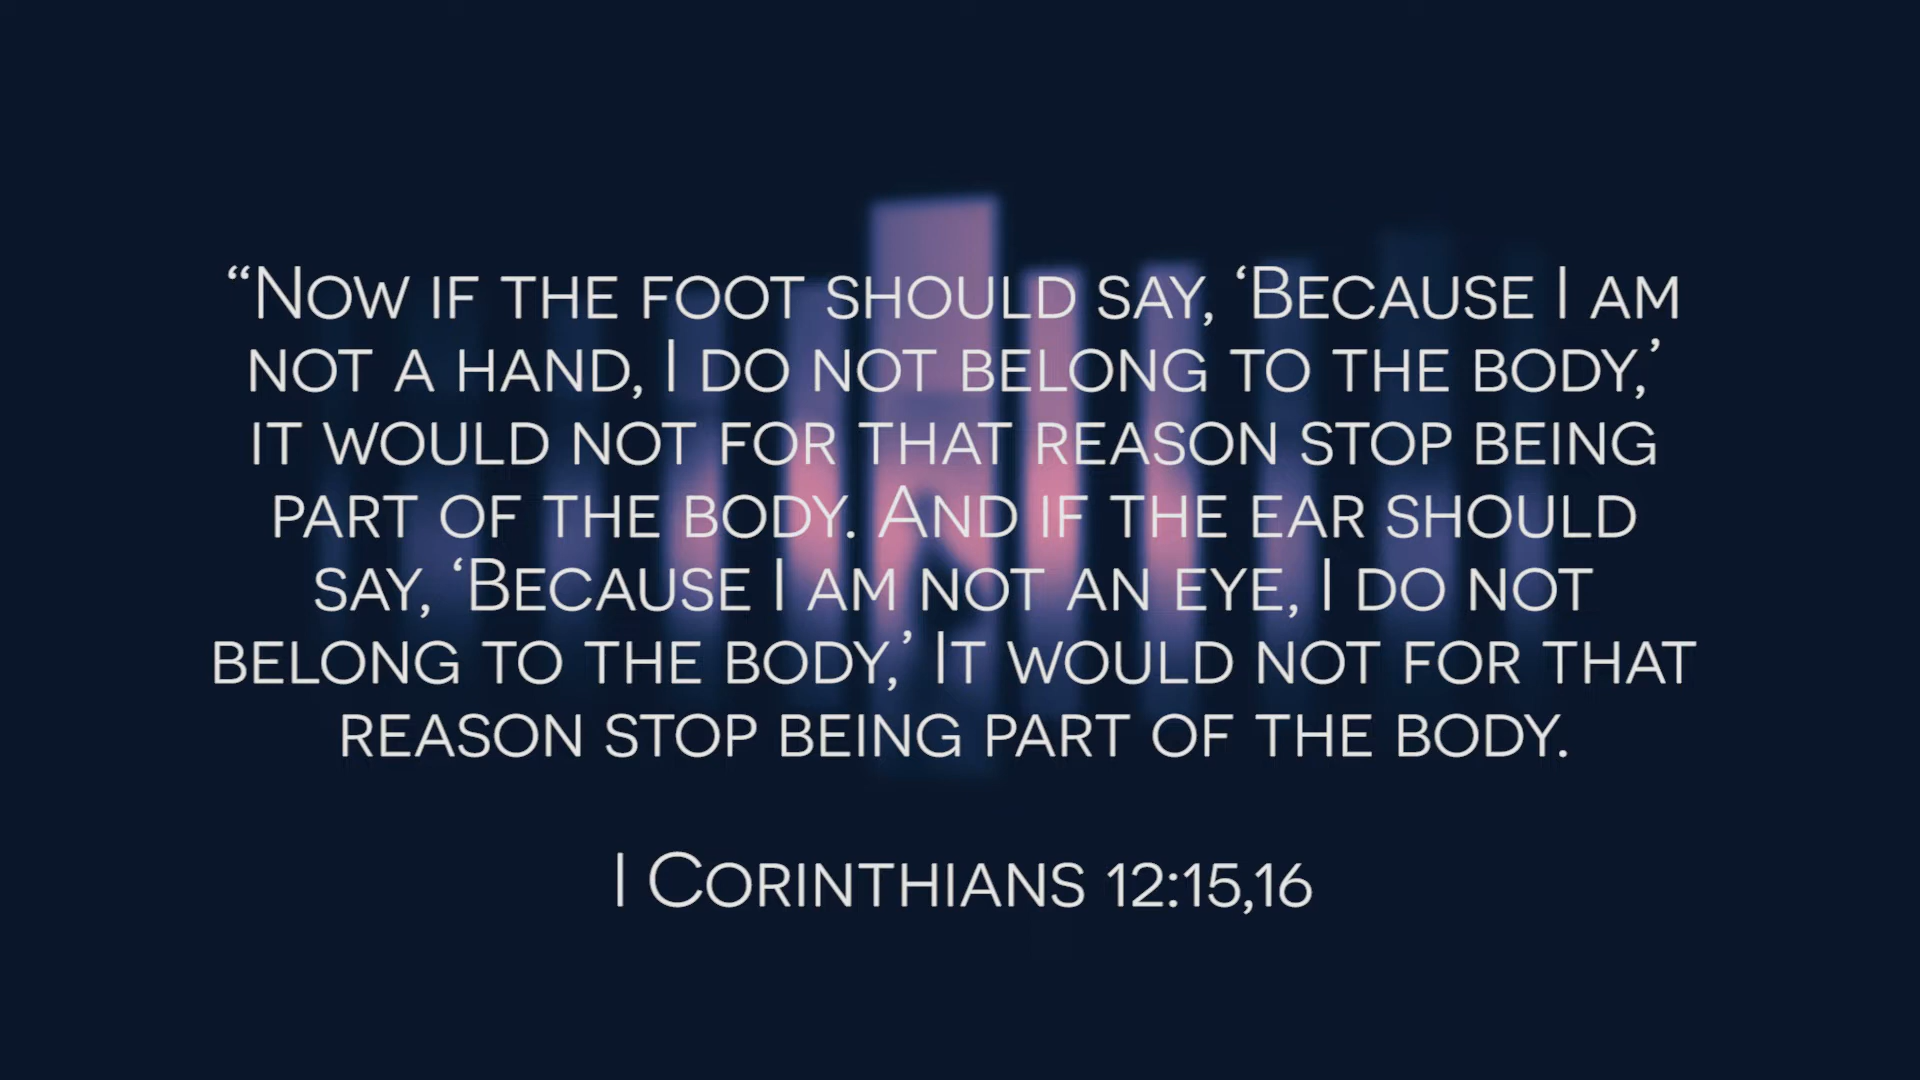 “Now if the foot should say, ‘Because I am
not a hand, I do not belong to the body,’
it would not for that reason stop being
part of the body. And if the ear should
say, ‘Because I am not an eye, I do not
belong to the body,’ It would not for that
reason stop being part of the body.
I Corinthians 12:15,16